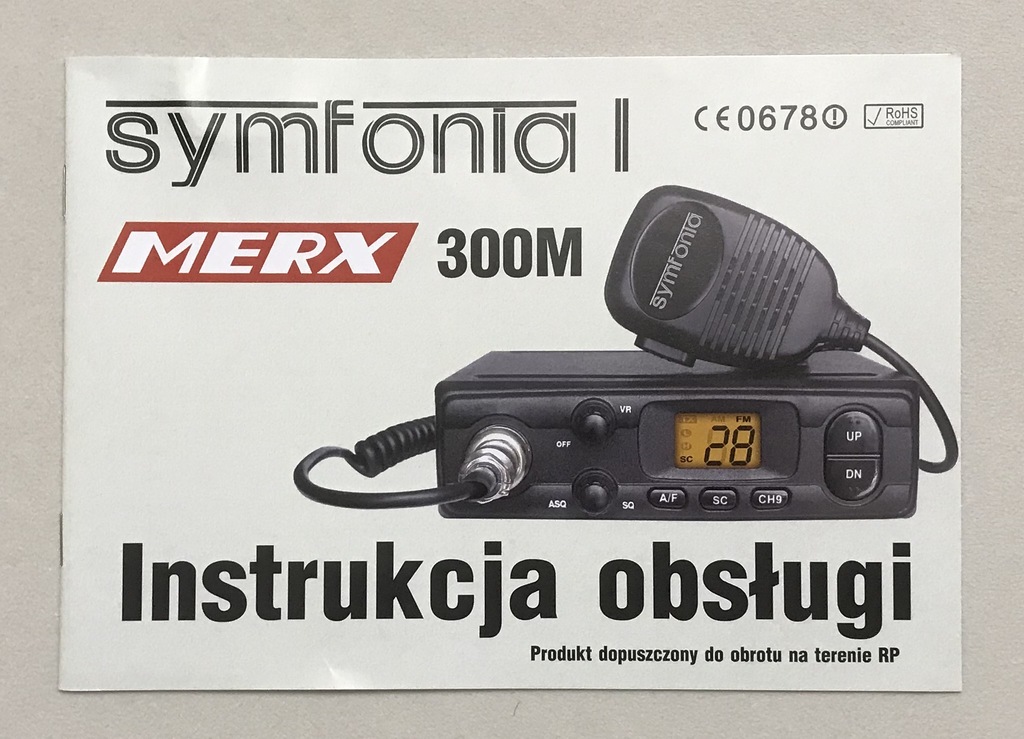 symfonia I
CE0678
RoHS
COMPLIANT
MERX 300M
symfonia
VR
OFF
ASQ
SQ
AM FM
SC
28
A/F
SC
CH9
UP
DN
Instrukcja obsługi
Produkt dopuszczony do obrotu na terenie RP